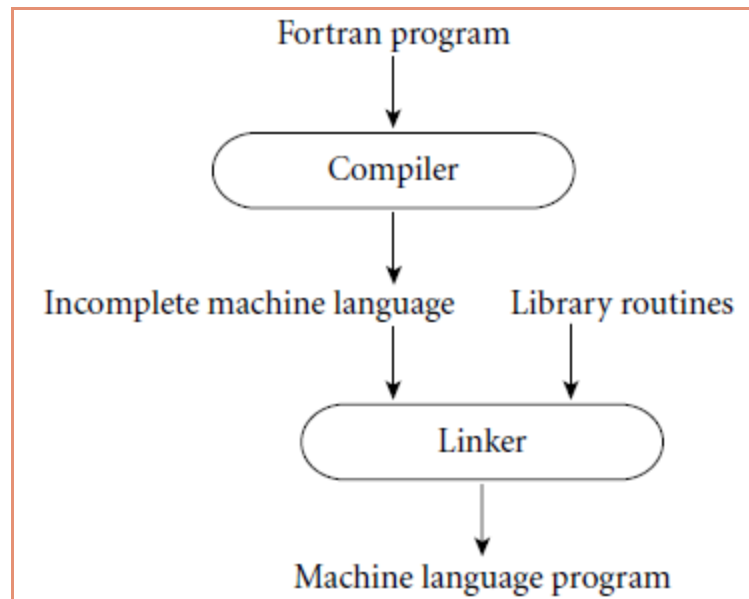 Fortran program
Compiler
Incomplete machine language
Library routines
Linker
Machine language program